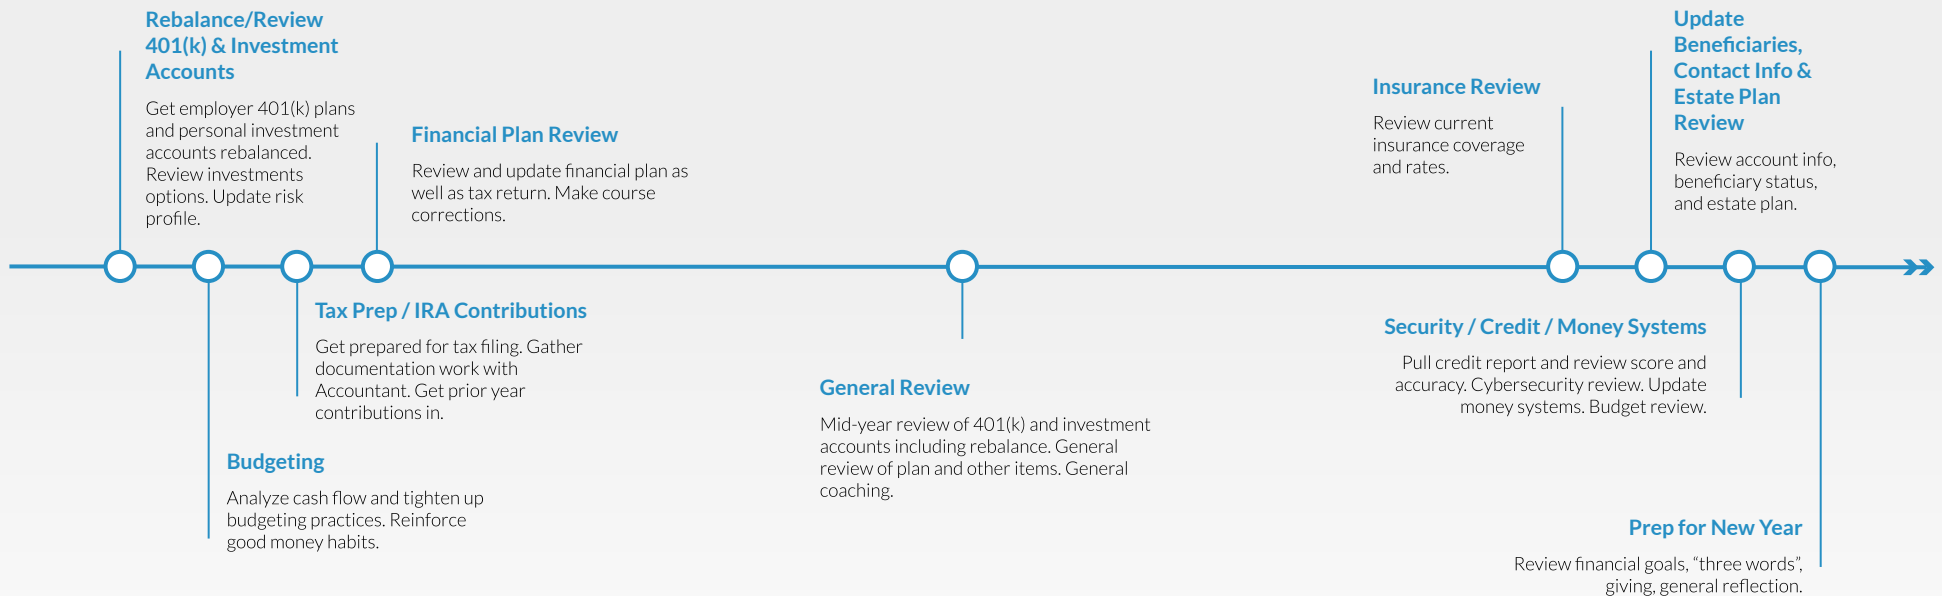 Rebalance/Review
401(k) & Investment
Accounts
Get employer 401(k) plans
and personal investment
accounts rebalanced.
Review investments
options. Update risk
profile.
Budgeting
Analyze cash flow and tighten up
budgeting practices. Reinforce
good money habits.
Tax Prep / IRA Contributions
Get prepared for tax filing. Gather
documentation work with
Accountant. Get prior year
contributions in.
Financial Plan Review
Review and update financial plan as
well as tax return. Make course
corrections.
General Review
Mid-year review of 401(k) and investment
accounts including rebalance. General
review of plan and other items. General
coaching.
Insurance Review
Review current
insurance coverage
and rates.
Update
Beneficiaries,
Contact Info &
Estate Plan
Review
Review account info,
beneficiary status,
and estate plan.
Security / Credit / Money Systems
Pull credit report and review score and
accuracy. Cybersecurity review. Update
money systems. Budget review.
Prep for New Year
Review financial goals, “three words”,
giving, general reflection.